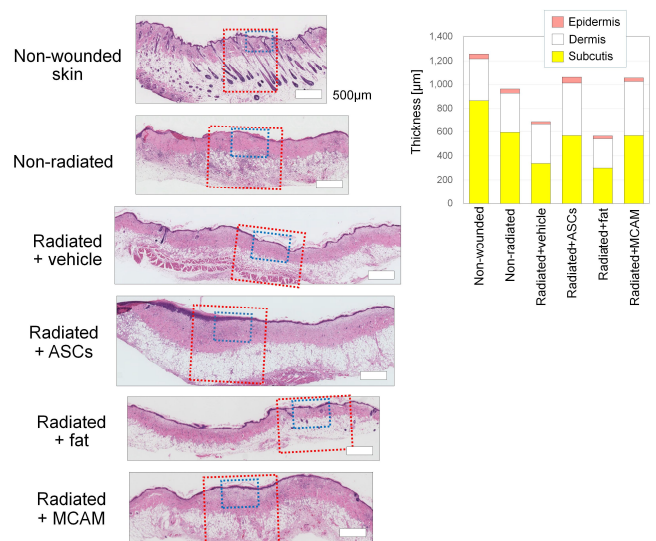 Non-wounded
skin
500μm
Non-radiated
Radiated
+ vehicle
Radiated
+ ASCs
Radiated
+ fat
Radiated
+ MCAM
Epidermis
Dermis
Subcutis
Thickness [μm]
1,400
1,200
1,000
800
600
400
200
0
Non-wounded
Non-radiated
Radiated+vehicle
Radiated+ASCs
Radiated+fat
Radiated+MCAM